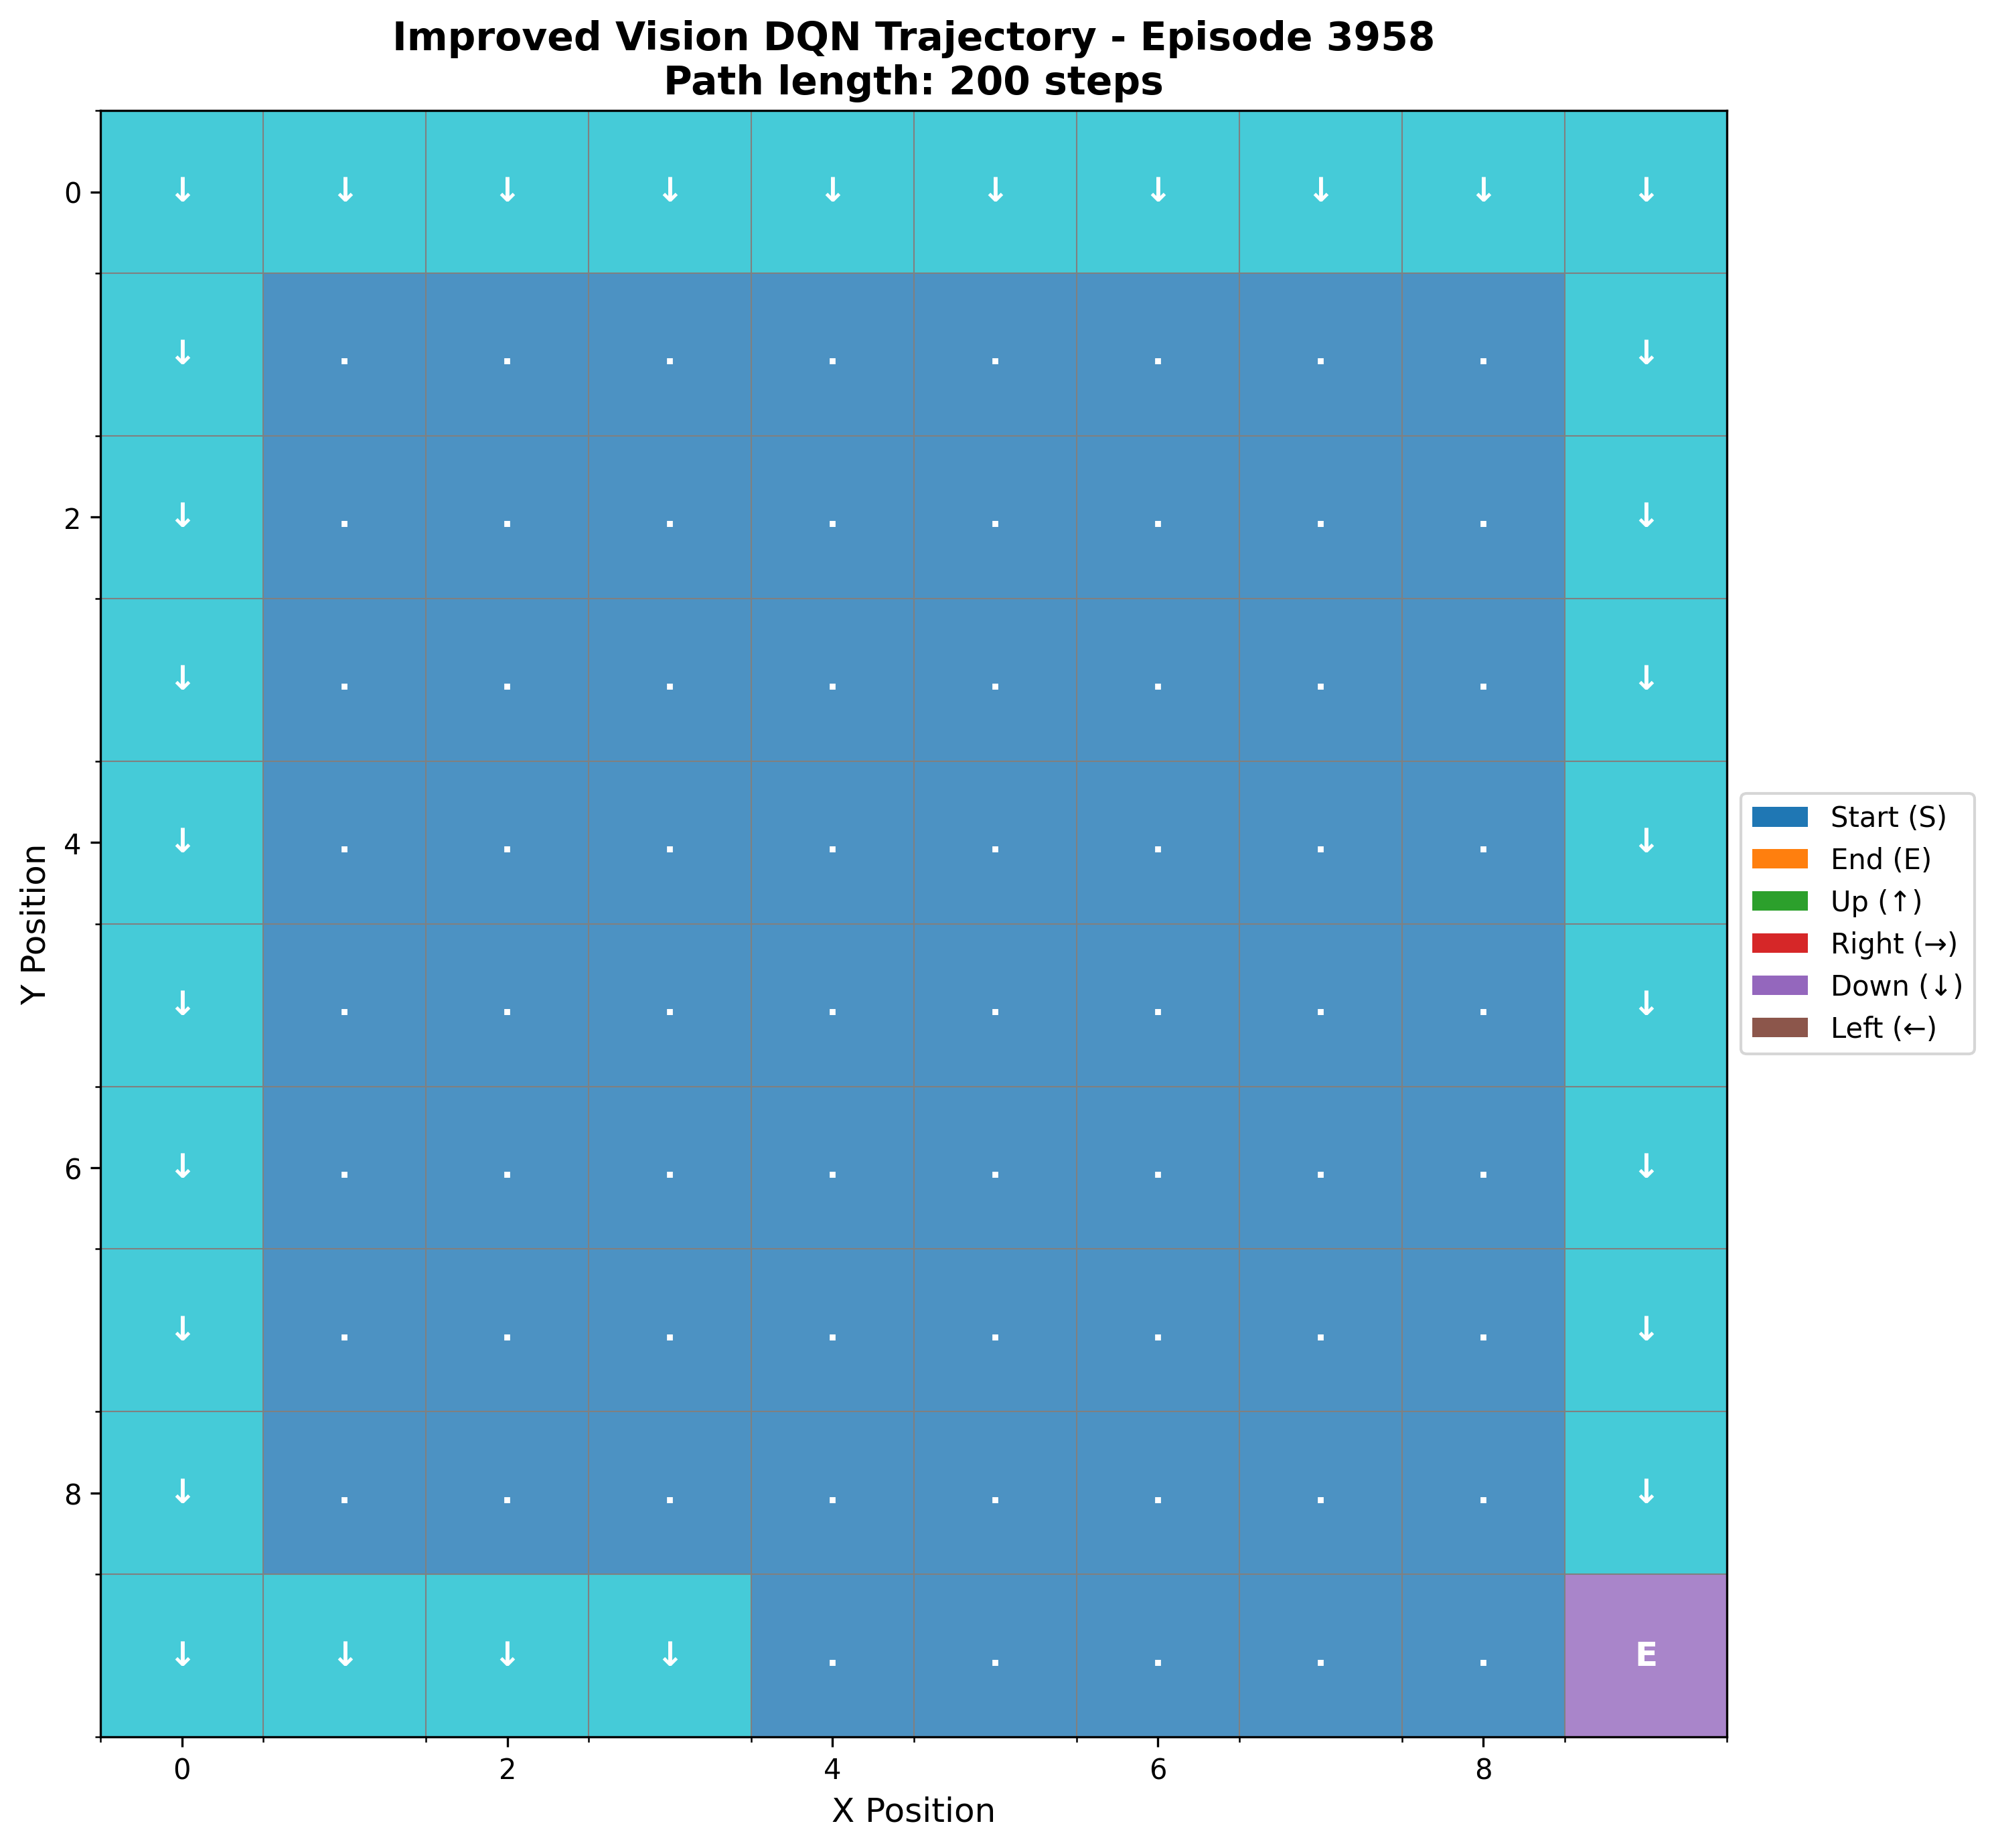 Improved Vision DQN Trajectory - Episode 3958
Path length: 200 steps
0 ↓ ↓ ↓ ↓ ↓ ↓ ↓ ↓ ↓ ↓
↓ . . . . . . . . ↓
2 ↓ . . . . . . . . ↓
↓ . . . . . . . . ↓
4 ↓ . . . . . . . . ↓
↓ . . . . . . . . ↓
6 ↓ . . . . . . . . ↓
↓ . . . . . . . . ↓
8 ↓ . . . . . . . . ↓
↓ ↓ ↓ ↓ . . . . . E
0 2 4 6 8
X Position
Y Position
Start (S)
End (E)
Up (↑)
Right (→)
Down (↓)
Left (←)